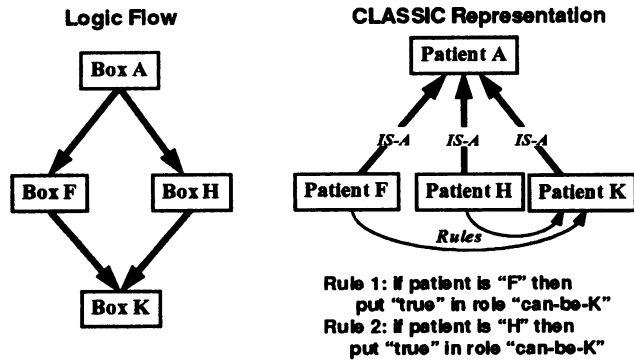 Logic Flow
Box A
Box F
Box H
Box K
CLASSIC Representation
Patient A
IS-A
IS-A
IS-A
Patient F
Patient H
Patient K
Rules
Rule 1: if patient is “F” then
put “true” in role “can-be-K”
Rule 2: if patient is “H” then
put “true” in role “can-be-K”